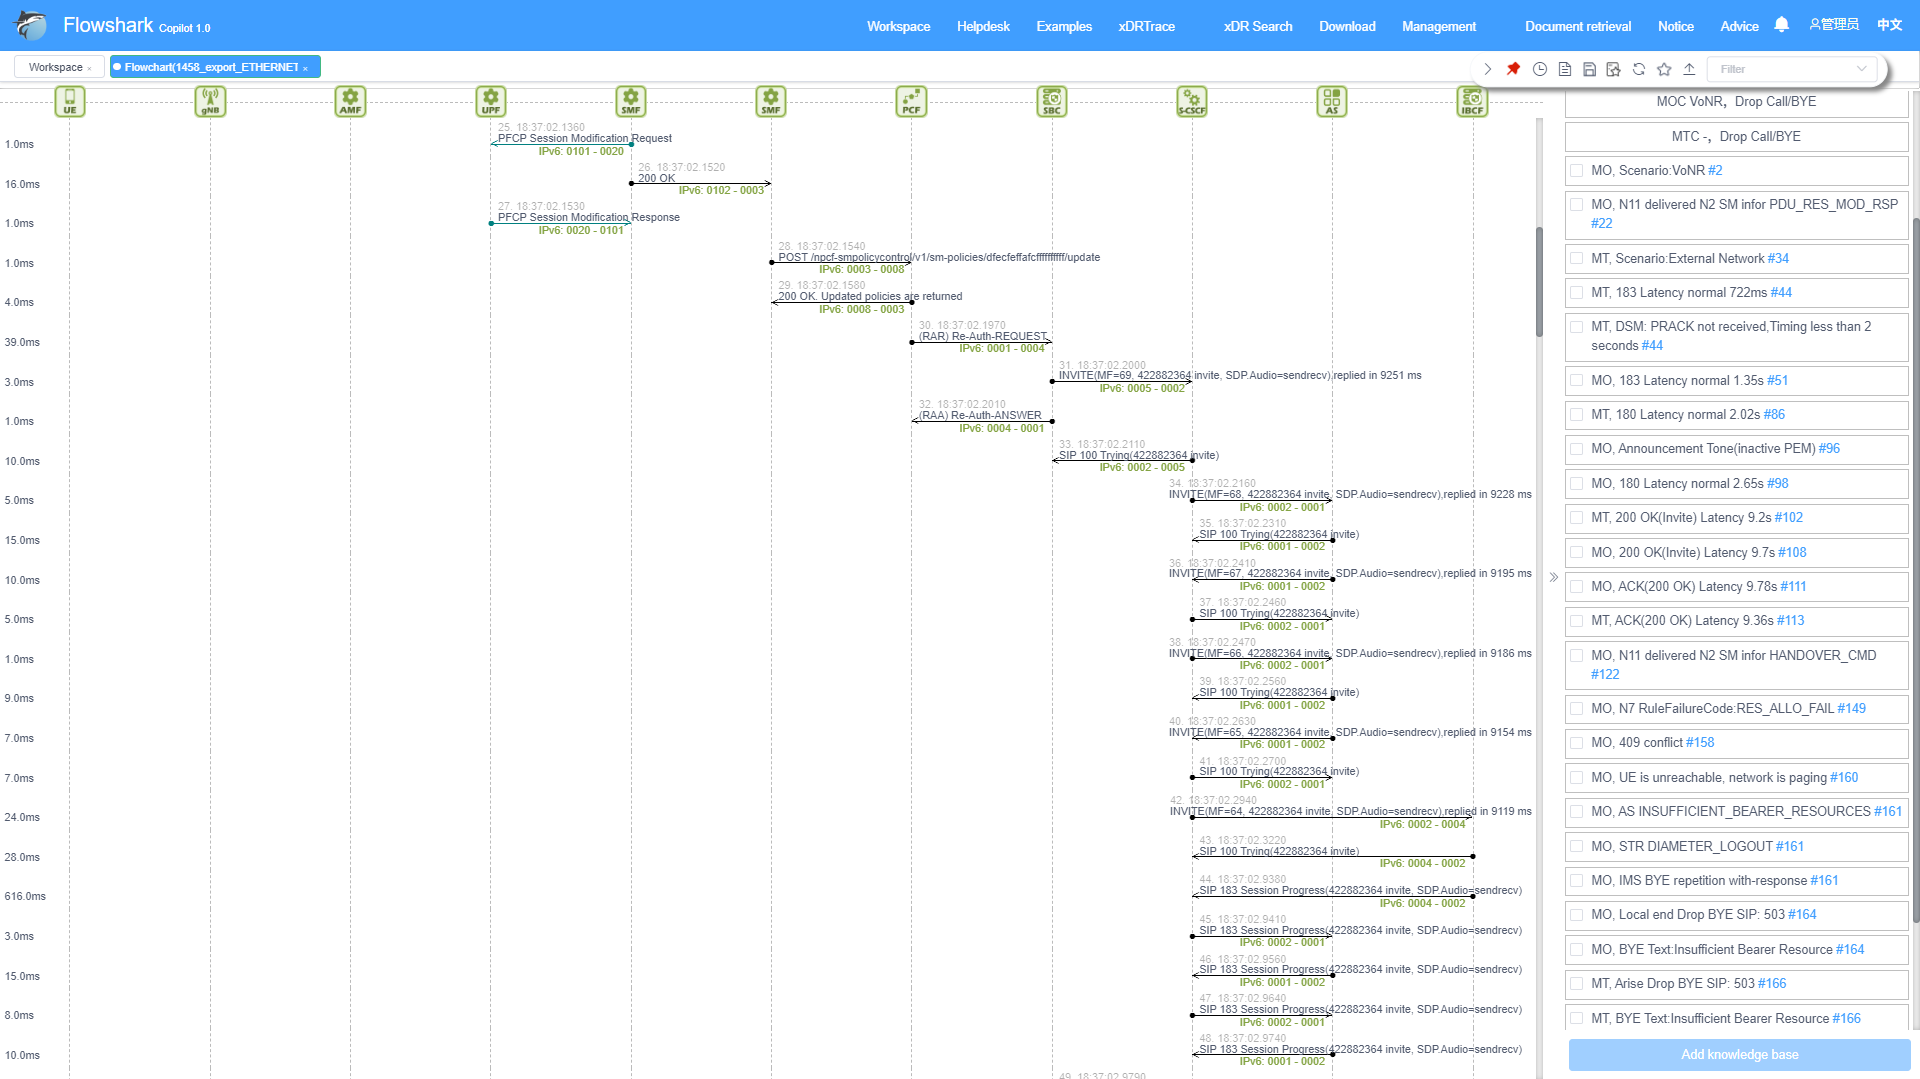 Flowshark Copilot 1.0
Workspace Helpdesk Examples xDRTrace xDR Search Download Management Document retrieval Notice Advice 管理员 中文
Workspace × Flowchart(1458_export_ETHERNET ×
Filter
UE gNB AMF UPF SMF SMF PCF SBC S-CSCF AS IBCF
25. 18:37:02.1360
1.0ms PFCP Session Modification Request
IPv6: 0101 - 0020
26. 18:37:02.1520
16.0ms 200 OK
IPv6: 0102 - 0003
27. 18:37:02.1530
1.0ms PFCP Session Modification Response
IPv6: 0020 - 0101
28. 18:37:02.1540
1.0ms POST /npcf-smpolicycontrol/v1/sm-policies/dfecfeffafcffffffffff/update
IPv6: 0003 - 0008
29. 18:37:02.1580
4.0ms 200 OK. Updated policies are returned
IPv6: 0008 - 0003
30. 18:37:02.1970
39.0ms (RAR) Re-Auth-REQUEST
IPv6: 0001 - 0004
31. 18:37:02.2000
3.0ms INVITE(MF=69, 422882364 invite, SDP.Audio=sendrecv),replied in 9251 ms
IPv6: 0005 - 0002
32. 18:37:02.2010
1.0ms (RAA) Re-Auth-ANSWER
IPv6: 0004 - 0001
33. 18:37:02.2110
10.0ms SIP 100 Trying(422882364 invite)
IPv6: 0002 - 0005
34. 18:37:02.2160
5.0ms INVITE(MF=68, 422882364 invite, SDP.Audio=sendrecv),replied in 9228 ms
IPv6: 0002 - 0001
35. 18:37:02.2310
15.0ms SIP 100 Trying(422882364 invite)
IPv6: 0001 - 0002
36. 18:37:02.2410
10.0ms INVITE(MF=67, 422882364 invite, SDP.Audio=sendrecv),replied in 9195 ms
IPv6: 0001 - 0002
37. 18:37:02.2460
5.0ms SIP 100 Trying(422882364 invite)
IPv6: 0002 - 0001
38. 18:37:02.2470
1.0ms INVITE(MF=66, 422882364 invite, SDP.Audio=sendrecv),replied in 9186 ms
IPv6: 0002 - 0001
39. 18:37:02.2560
9.0ms SIP 100 Trying(422882364 invite)
IPv6: 0001 - 0002
40. 18:37:02.2630
7.0ms INVITE(MF=65, 422882364 invite, SDP.Audio=sendrecv),replied in 9154 ms
IPv6: 0001 - 0002
41. 18:37:02.2700
7.0ms SIP 100 Trying(422882364 invite)
IPv6: 0002 - 0001
42. 18:37:02.2940
24.0ms INVITE(MF=64, 422882364 invite, SDP.Audio=sendrecv),replied in 9119 ms
IPv6: 0002 - 0004
43. 18:37:02.3220
28.0ms SIP 100 Trying(422882364 invite)
IPv6: 0004 - 0002
44. 18:37:02.9380
616.0ms SIP 183 Session Progress(422882364 invite, SDP.Audio=sendrecv)
IPv6: 0004 - 0002
45. 18:37:02.9410
3.0ms SIP 183 Session Progress(422882364 invite, SDP.Audio=sendrecv)
IPv6: 0002 - 0001
46. 18:37:02.9560
15.0ms SIP 183 Session Progress(422882364 invite, SDP.Audio=sendrecv)
IPv6: 0001 - 0002
47. 18:37:02.9640
8.0ms SIP 183 Session Progress(422882364 invite, SDP.Audio=sendrecv)
IPv6: 0002 - 0001
48. 18:37:02.9740
10.0ms SIP 183 Session Progress(422882364 invite, SDP.Audio=sendrecv)
IPv6: 0001 - 0002
49. 18:37:02.9790
MOC VoNR，Drop Call/BYE
MTC -，Drop Call/BYE
MO, Scenario:VoNR #2
MO, N11 delivered N2 SM infor PDU_RES_MOD_RSP
#22
MT, Scenario:External Network #34
MT, 183 Latency normal 722ms #44
MT, DSM: PRACK not received,Timing less than 2
seconds #44
MO, 183 Latency normal 1.35s #51
MT, 180 Latency normal 2.02s #86
MO, Announcement Tone(inactive PEM) #96
MO, 180 Latency normal 2.65s #98
MT, 200 OK(Invite) Latency 9.2s #102
MO, 200 OK(Invite) Latency 9.7s #108
MO, ACK(200 OK) Latency 9.78s #111
MT, ACK(200 OK) Latency 9.36s #113
MO, N11 delivered N2 SM infor HANDOVER_CMD
#122
MO, N7 RuleFailureCode:RES_ALLO_FAIL #149
MO, 409 conflict #158
MO, UE is unreachable, network is paging #160
MO, AS INSUFFICIENT_BEARER_RESOURCES #161
MO, STR DIAMETER_LOGOUT #161
MO, IMS BYE repetition with-response #161
MO, Local end Drop BYE SIP: 503 #164
MO, BYE Text:Insufficient Bearer Resource #164
MT, Arise Drop BYE SIP: 503 #166
MT, BYE Text:Insufficient Bearer Resource #166
Add knowledge base